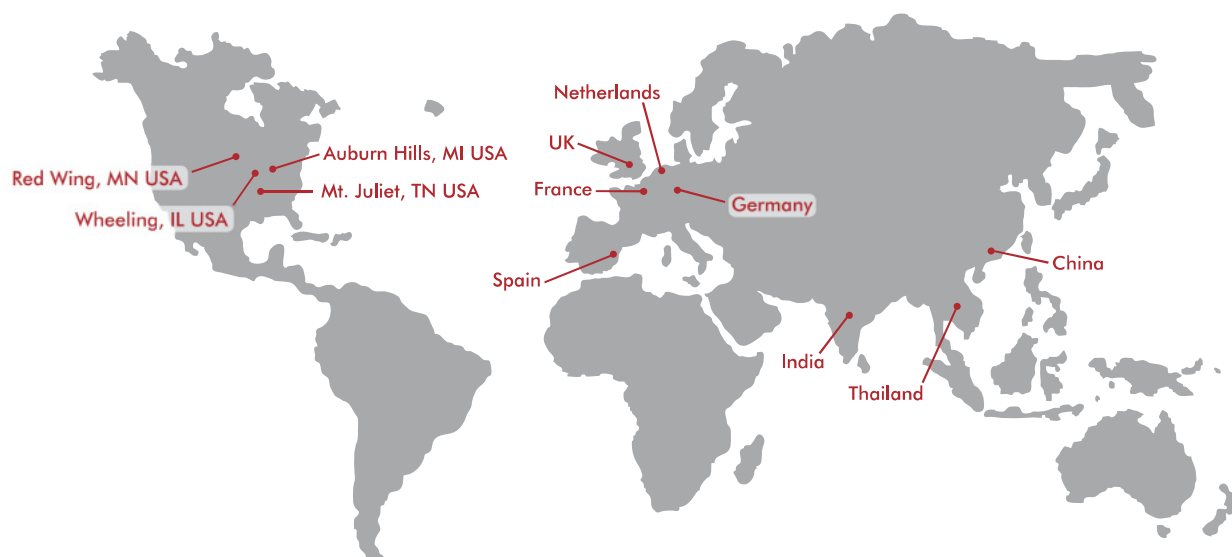 Netherlands
UK
Auburn Hills, MI USA
Red Wing, MN USA
France
Mt. Juliet, TN USA
Germany
Wheeling, IL USA
China
Spain
India
Thailand